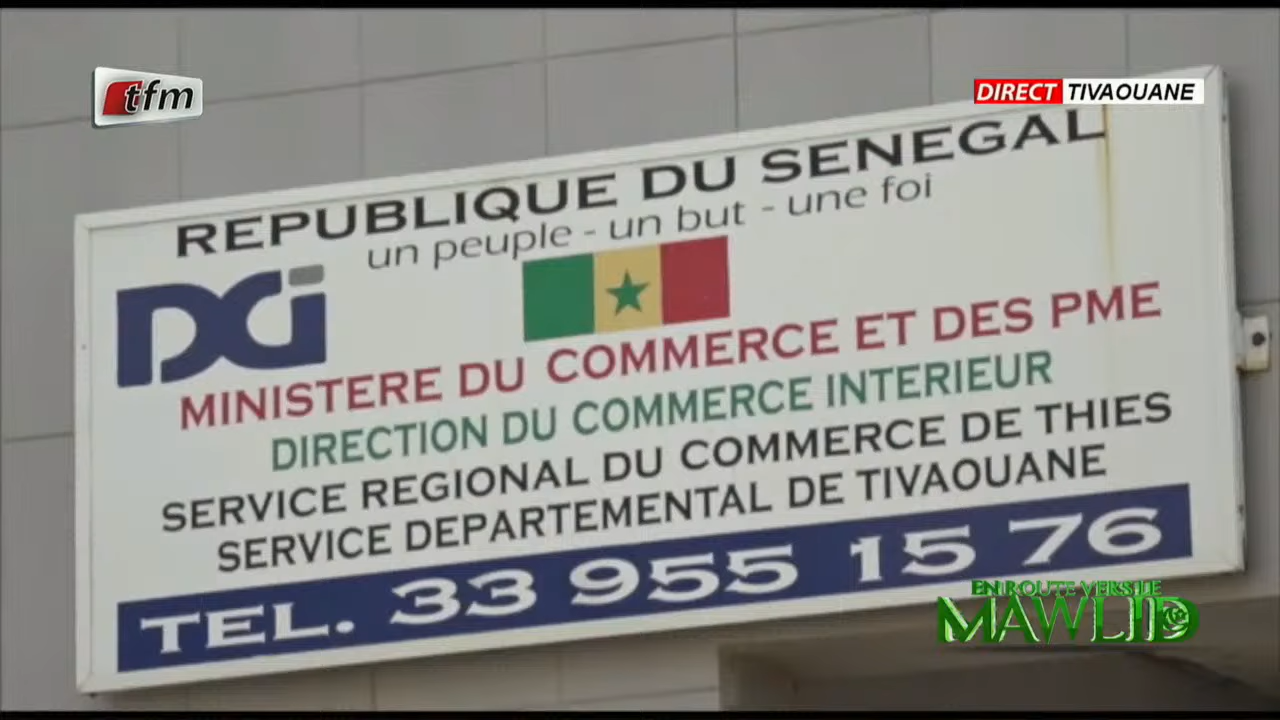 tfm
DIRECT TIVAOUANE
REPUBLIQUE DU SENEGAL
un peuple - un but - une foi
DCi
MINISTERE DU COMMERCE ET DES PME
DIRECTION DU COMMERCE INTERIEUR
SERVICE REGIONAL DU COMMERCE DE THIES
SERVICE DEPARTEMENTAL DE TIVAOUANE
TEL. 33 955 15 76
EN ROUTE VERS LE
MAWLID